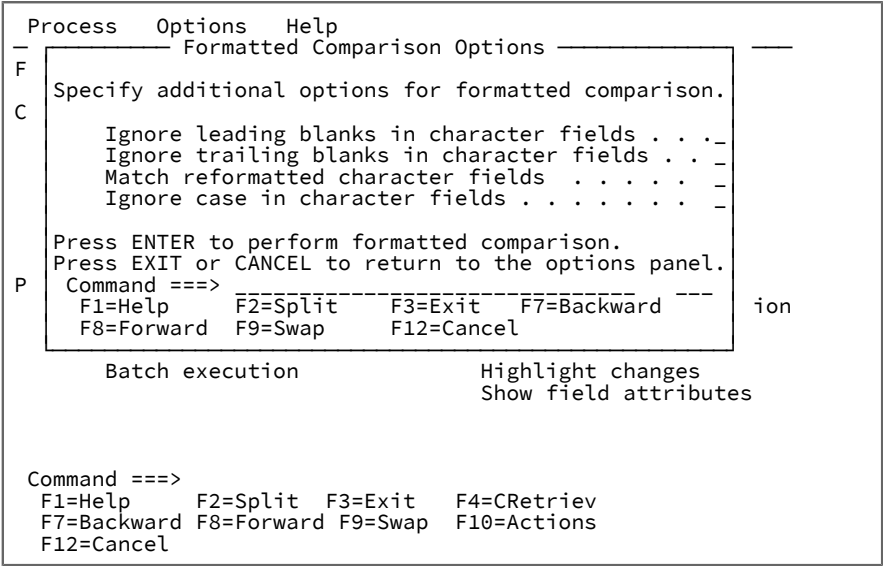 Process   Options   Help
─ ────────── Formatted Comparison Options ────────────── ───
F
Specify additional options for formatted comparison.
C
Ignore leading blanks in character fields . . ._
Ignore trailing blanks in character fields . . _
Match reformatted character fields  . . . . .  _
Ignore case in character fields . . . . . . .  _
Press ENTER to perform formatted comparison.
Press EXIT or CANCEL to return to the options panel.
P   Command ===> _______________________________   ___
F1=Help      F2=Split     F3=Exit   F7=Backward       ion
F8=Forward  F9=Swap      F12=Cancel
Batch execution              Highlight changes
Show field attributes
Command ===>
F1=Help     F2=Split  F3=Exit   F4=CRetriev
F7=Backward F8=Forward F9=Swap  F10=Actions
F12=Cancel